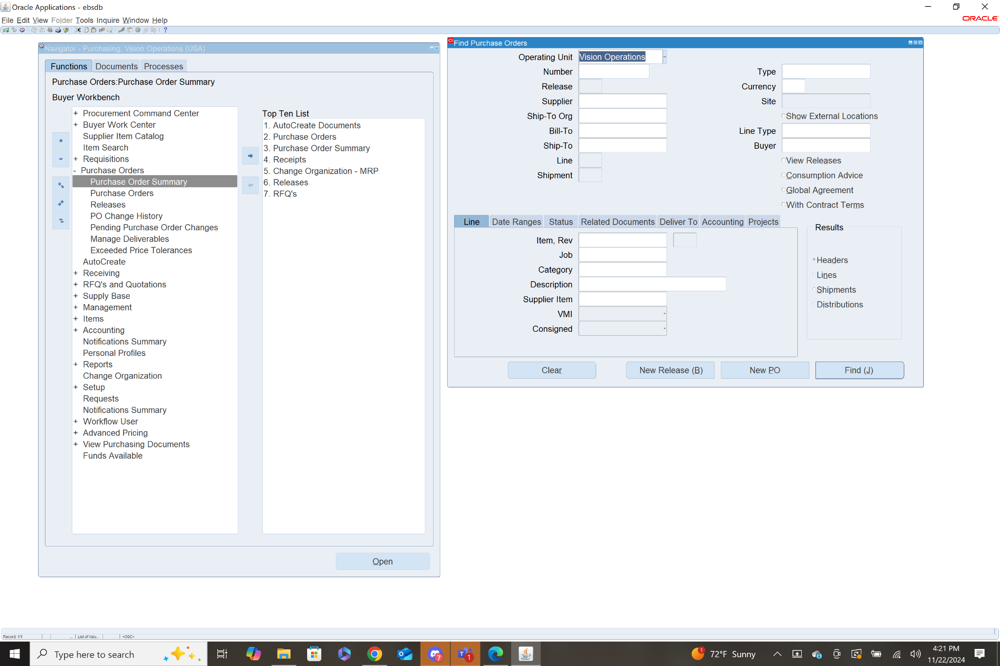 Oracle Applications - ebsdb
File Edit View Folder Tools Inquire Window Help
ORACLE
Navigator - Purchasing, Vision Operations (USA)
Functions Documents Processes
Purchase Orders:Purchase Order Summary
Buyer Workbench
+ Procurement Command Center
+ Buyer Work Center
Supplier Item Catalog
Item Search
+ Requisitions
- Purchase Orders
Purchase Order Summary
Purchase Orders
Releases
PO Change History
Pending Purchase Order Changes
Manage Deliverables
Exceeded Price Tolerances
AutoCreate
+ Receiving
+ RFQ's and Quotations
+ Supply Base
+ Management
+ Items
+ Accounting
Notifications Summary
Personal Profiles
+ Reports
Change Organization
+ Setup
Requests
Notifications Summary
+ Workflow User
+ Advanced Pricing
+ View Purchasing Documents
Funds Available
Top Ten List
1. AutoCreate Documents
2. Purchase Orders
3. Purchase Order Summary
4. Receipts
5. Change Organization - MRP
6. Releases
7. RFQ's
Open
Find Purchase Orders
Operating Unit Vision Operations
Number
Type
Release
Currency
Supplier
Site
Ship-To Org
Show External Locations
Bill-To
Line Type
Ship-To
Buyer
Line
View Releases
Shipment
Consumption Advice
Global Agreement
With Contract Terms
Line Date Ranges Status Related Documents Deliver To Accounting Projects
Item, Rev
Job
Category
Description
Supplier Item
VMI
Consigned
Results
Headers
Lines
Shipments
Distributions
Clear
New Release (B)
New PO
Find (J)
Record: 1/1 ... List of Valu... <OSC>
Type here to search
7
1
1
72°F Sunny
4:21 PM
11/22/2024